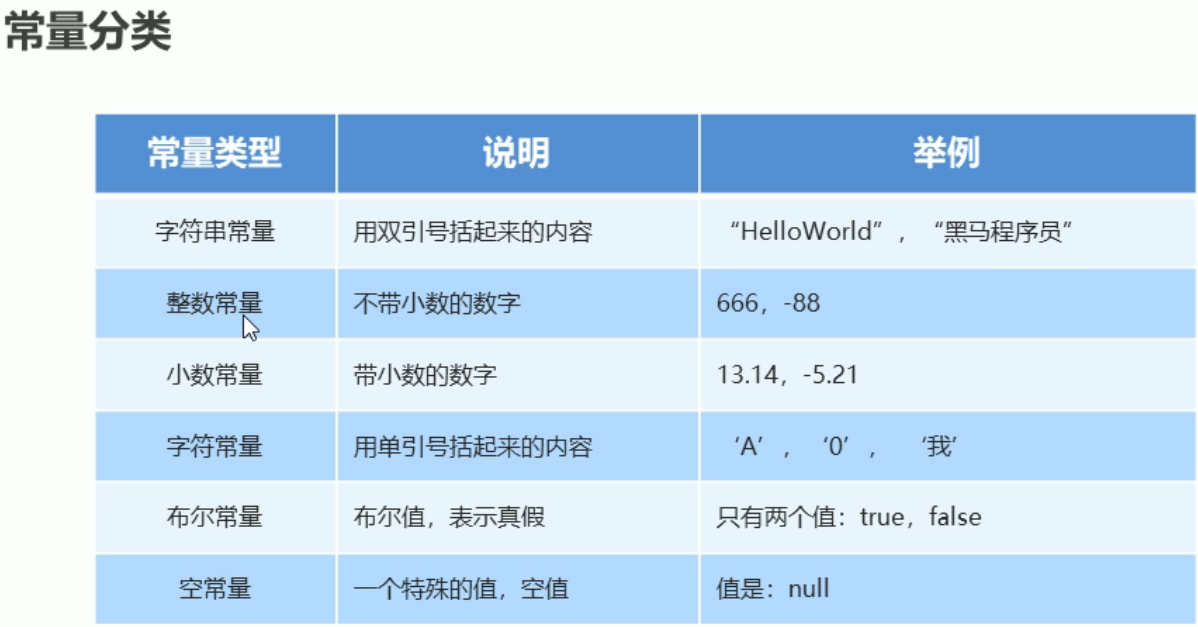 常量分类
常量类型 说明 举例
字符串常量 用双引号括起来的内容 “HelloWorld”，“黑马程序员”
整数常量 不带小数的数字 666，-88
小数常量 带小数的数字 13.14，-5.21
字符常量 用单引号括起来的内容 ‘A’，‘0’，‘我’
布尔常量 布尔值，表示真假 只有两个值：true，false
空常量 一个特殊的值，空值 值是：null